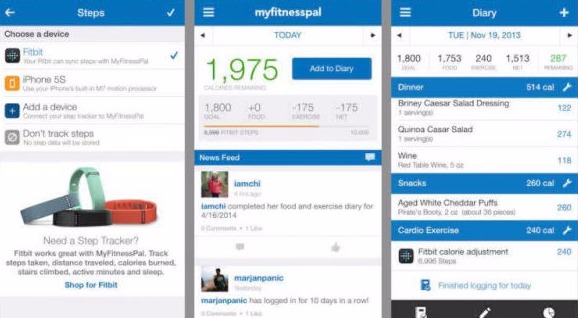 Steps
Choose a device
Fitbit
Your Fitbit can sync steps with MyFitnessPal
iPhone 5S
Use your iPhone's built-in M7 motion processor
Add a device
Connect your step tracker to MyFitnessPal
Don't track steps
No step data will be stored
Need a Step Tracker?
Fitbit works great with MyFitnessPal. Track
steps taken, distance traveled, calories burned,
stairs climbed, active minutes and sleep.
Shop for Fitbit
myfitnesspal
TODAY
1,975
CALORIES REMAINING
Add to Diary
1,800 +0 -175 -175
GOAL FOOD EXERCISE NET
FITBIT STEPS 10,000
News Feed
iamchi
iamchi completed her food and exercise diary for
4/16/2014
0 Comments • 1 Like
marjanpanic
Yesterday
marjanpanic has logged in for 10 days in a row!
0 Comments • 1 Like
Diary
TUE | Nov 19, 2013
1,800 1,753 240 1,513 287
GOAL FOOD EXERCISE NET REMAINING
Dinner 514 cal
Briney Caesar Salad Dressing 122
1 serving(s)
Quinoa Casar Salad 274
1 serving(s)
Wine 118
Red Table Wine, 5 oz
Snacks 260 cal
Aged White Cheddar Puffs 260
Pirate's Booty, 2 oz (about 36 pieces)
Cardio Exercise 240 cal
Fitbit calorie adjustment 240
6,996 Steps
Finished logging for today